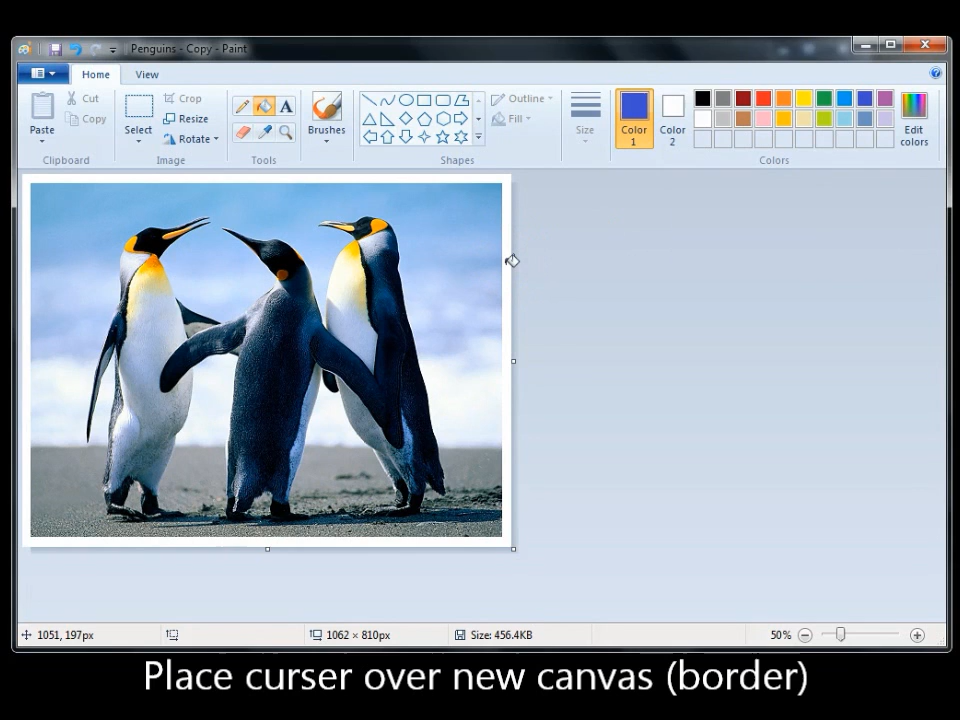 Penguins - Copy - Paint
Home View
Paste
Cut
Copy
Clipboard
Select
Crop
Resize
Rotate
Image
A
Tools
Brushes
Outline
Fill
Shapes
Size
Color 1
Color 2
Edit colors
Colors
1051, 197px
1062 × 810px
Size: 456.4KB
50%
Place curser over new canvas (border)